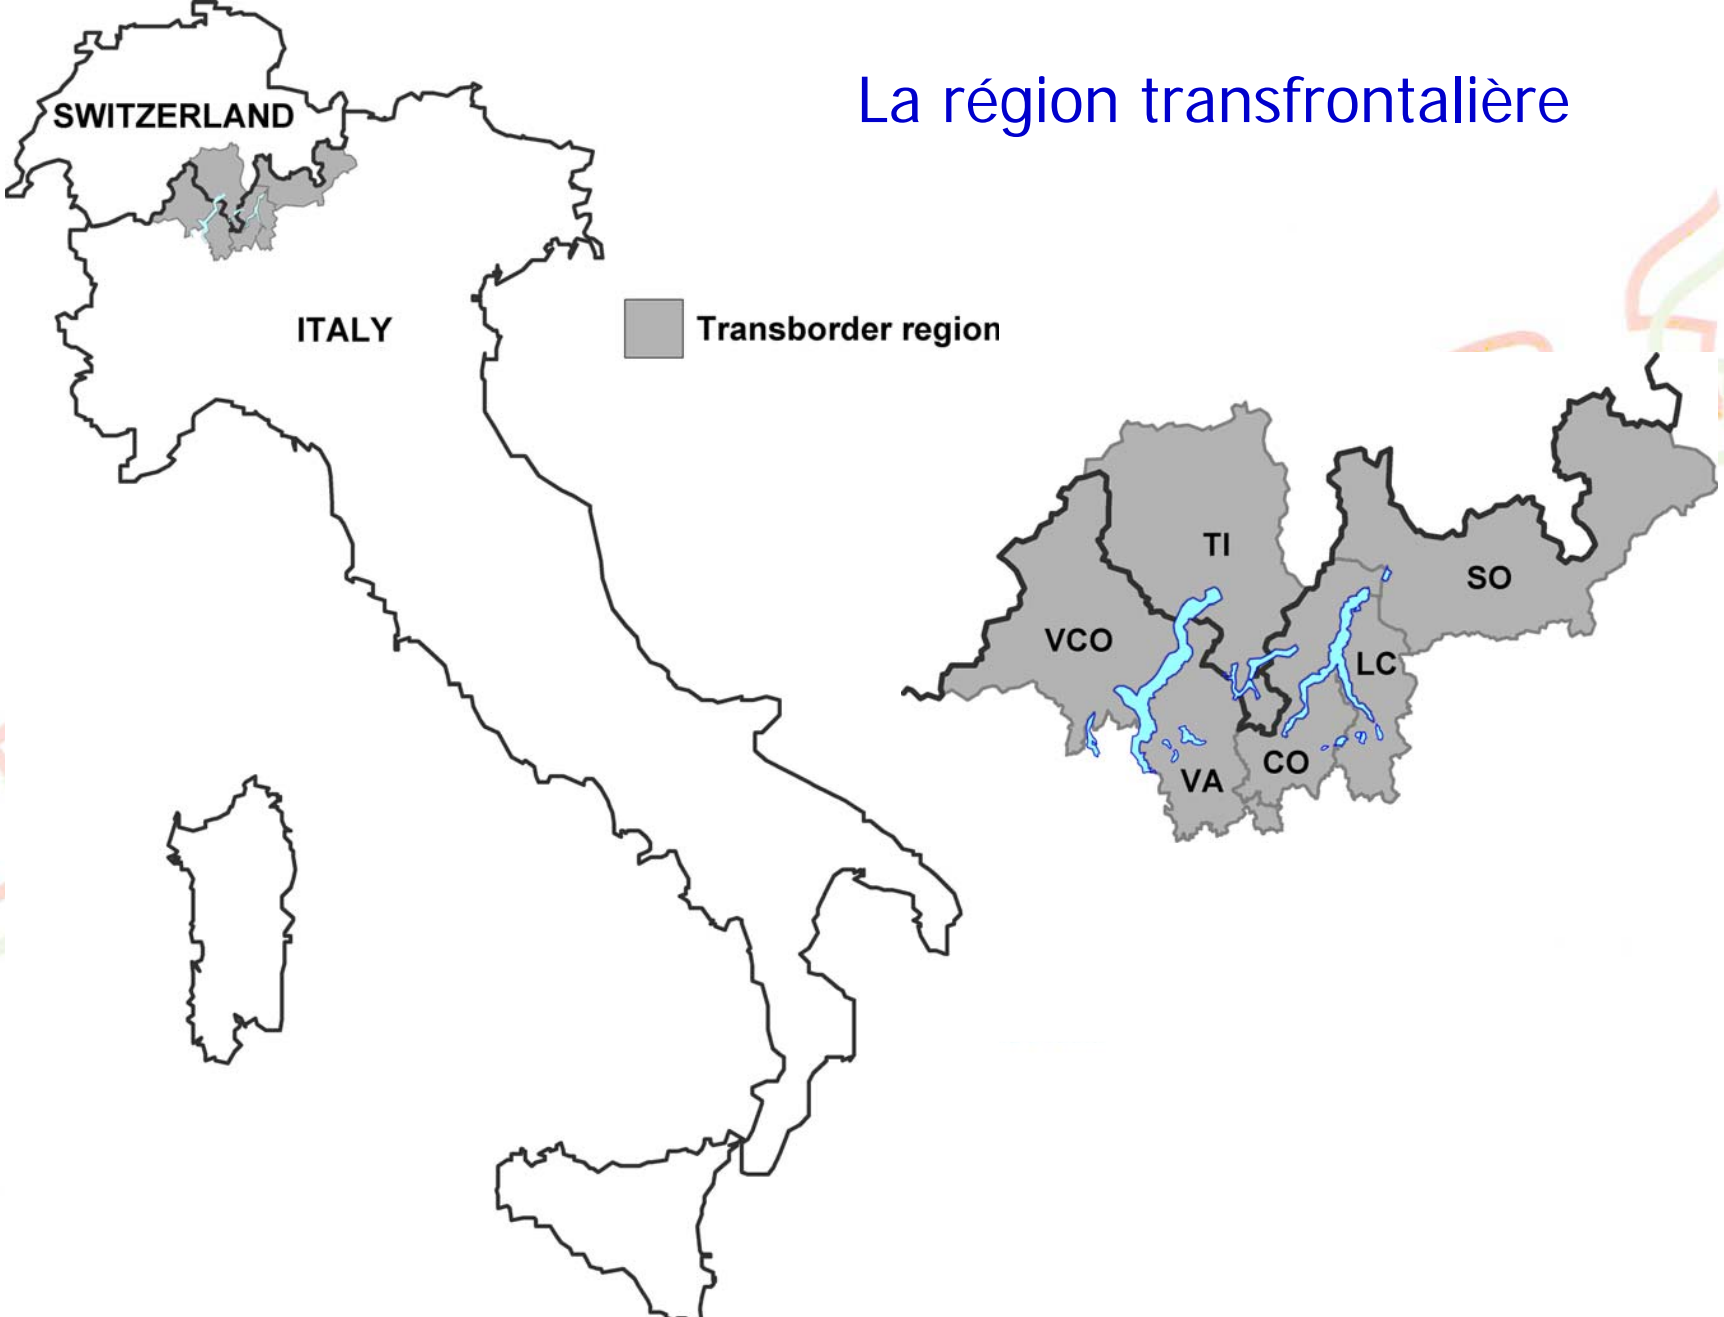 La région transfrontalière
SWITZERLAND
ITALY
Transborder region
TI
SO
VCO
LC
CO
VA